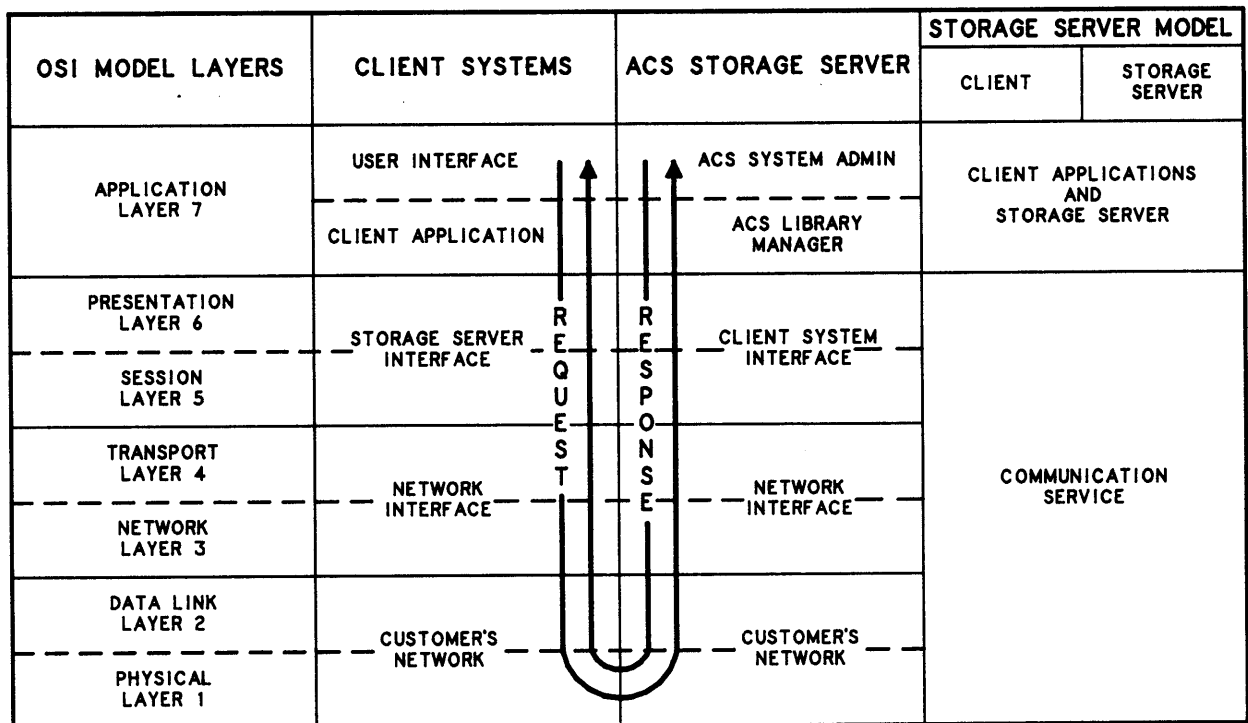 OSI MODEL LAYERS
CLIENT SYSTEMS
ACS STORAGE SERVER
STORAGE SERVER MODEL
CLIENT
STORAGE
SERVER
APPLICATION
LAYER 7
USER INTERFACE
CLIENT APPLICATION
ACS SYSTEM ADMIN
ACS LIBRARY
MANAGER
CLIENT APPLICATIONS
AND
STORAGE SERVER
PRESENTATION
LAYER 6
SESSION
LAYER 5
STORAGE SERVER
INTERFACE
REQUEST
RESPONSE
CLIENT SYSTEM
INTERFACE
TRANSPORT
LAYER 4
NETWORK
LAYER 3
NETWORK
INTERFACE
NETWORK
INTERFACE
COMMUNICATION
SERVICE
DATA LINK
LAYER 2
PHYSICAL
LAYER 1
CUSTOMER'S
NETWORK
CUSTOMER'S
NETWORK